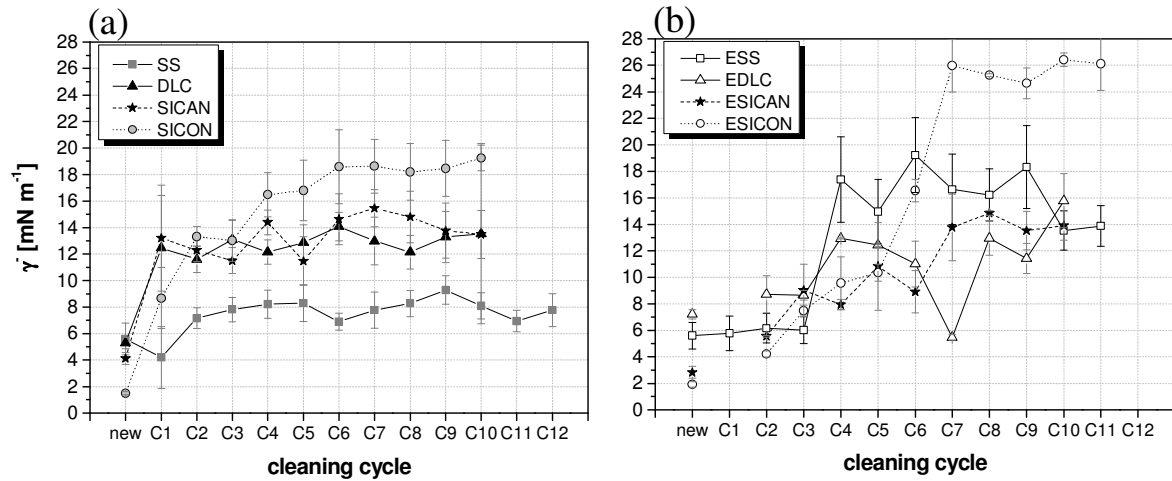 (a)
28
26
24
22
20
18
16
14
12
10
8
6
4
2
0
γ⁻ [mN m⁻¹]
SS
DLC
SICAN
SICON
new C1 C2 C3 C4 C5 C6 C7 C8 C9 C10 C11 C12
cleaning cycle
(b)
28
26
24
22
20
18
16
14
12
10
8
6
4
2
0
ESS
EDLC
ESICAN
ESICON
new C1 C2 C3 C4 C5 C6 C7 C8 C9 C10 C11 C12
cleaning cycle